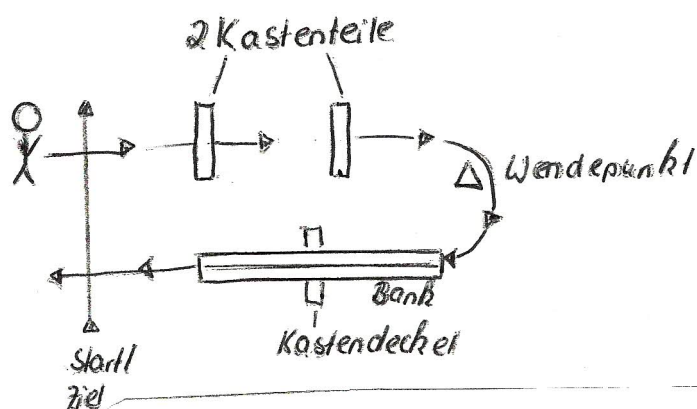 2 Kastenteile
Wendepunkt
Bank
Kastendeckel
Start/
Ziel